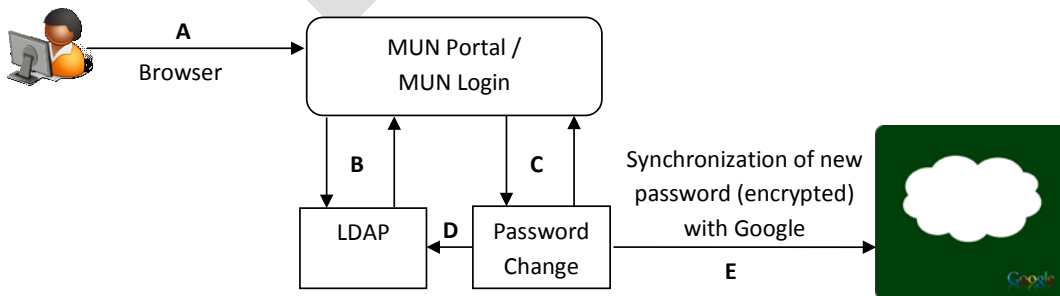 A
Browser
MUN Portal /
MUN Login
B
C
LDAP
D
Password
Change
Synchronization of new
password (encrypted)
with Google
E
Google